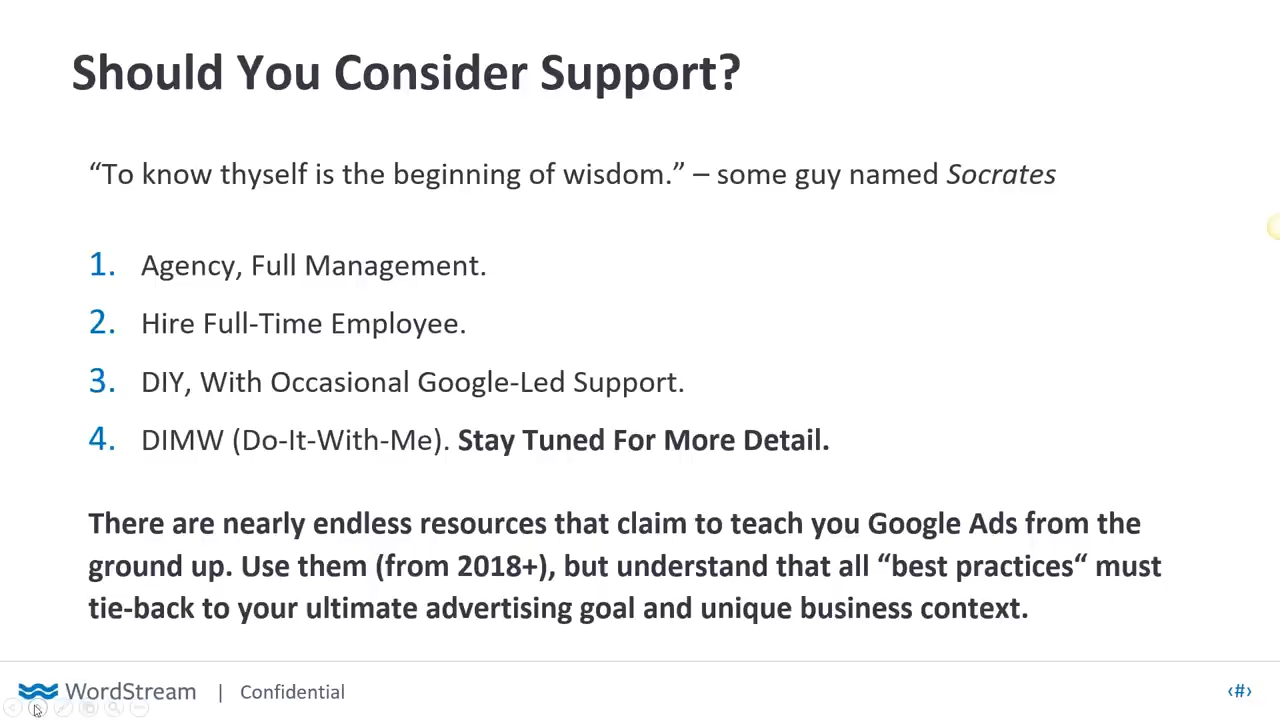 Should You Consider Support?
“To know thyself is the beginning of wisdom.” – some guy named Socrates
1. Agency, Full Management.
2. Hire Full-Time Employee.
3. DIY, With Occasional Google-Led Support.
4. DIMW (Do-It-With-Me). Stay Tuned For More Detail.
There are nearly endless resources that claim to teach you Google Ads from the
ground up. Use them (from 2018+), but understand that all “best practices“ must
tie-back to your ultimate advertising goal and unique business context.
WordStream | Confidential ‹#›